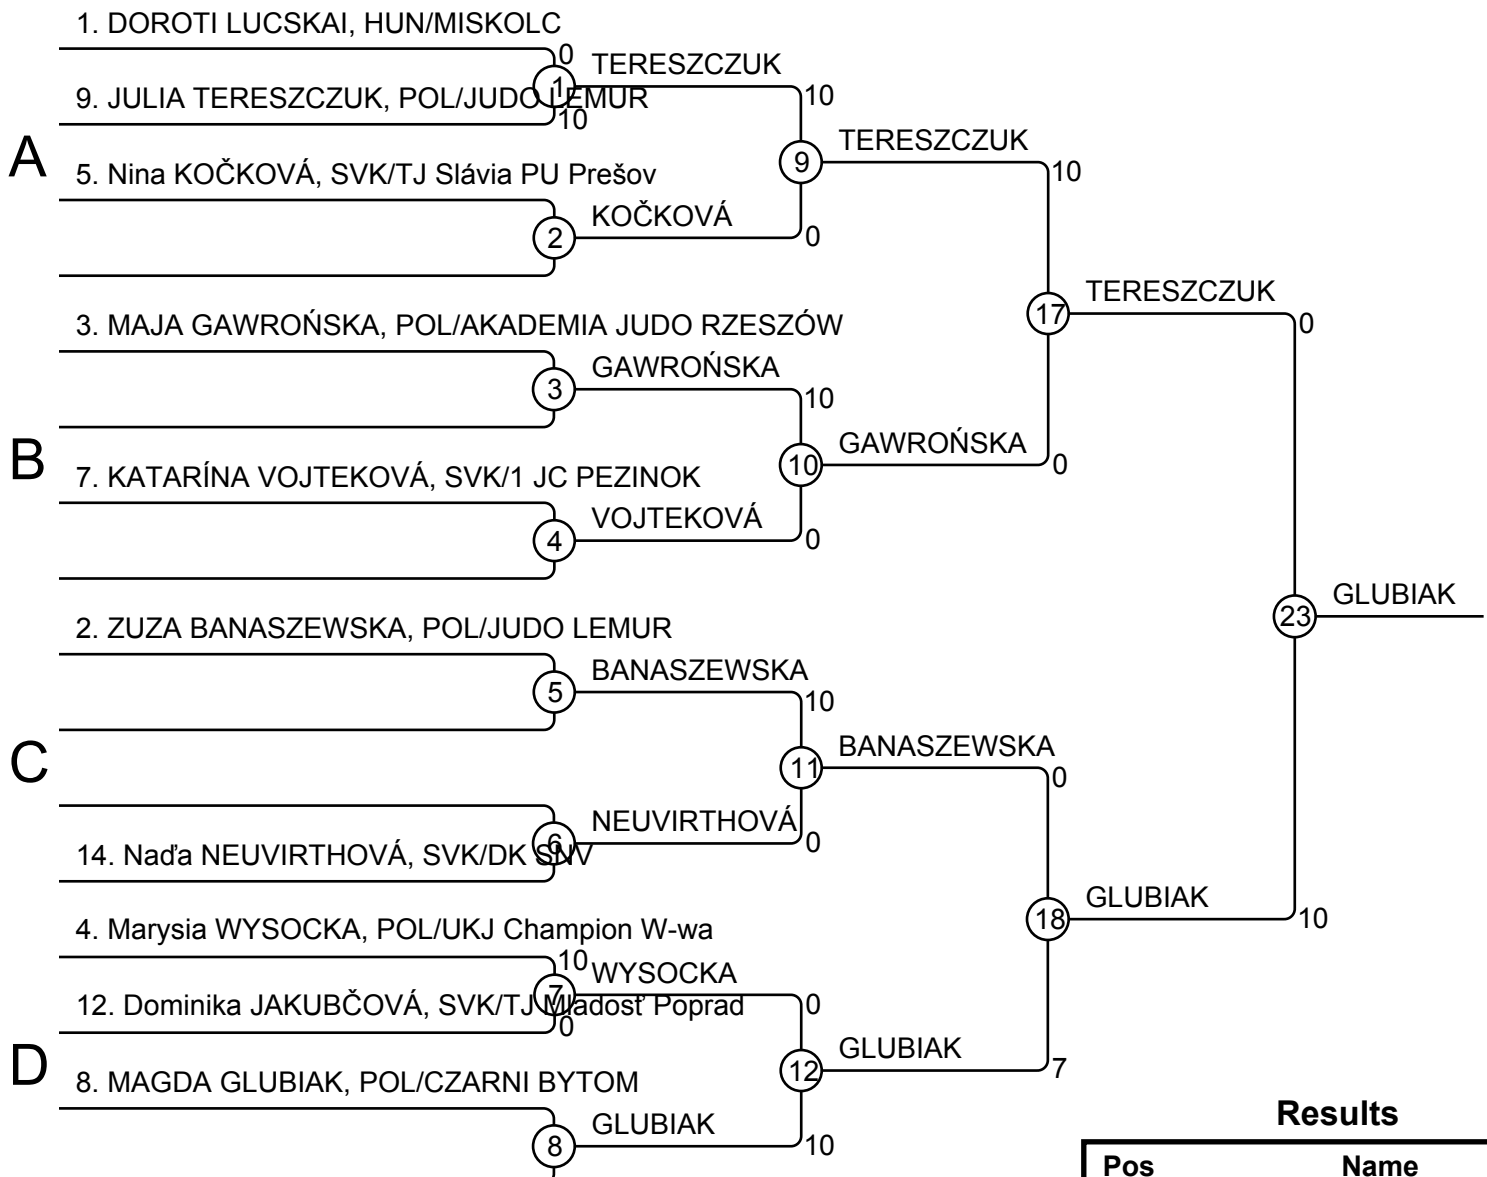 1. DOROTI LUCSKAI, HUN/MISKOLC
0
TERESZCZUK
1
9. JULIA TERESZCZUK, POL/JUDO LEMUR
10
10
A
TERESZCZUK
9
10
5. Nina KOČKOVÁ, SVK/TJ Slávia PU Prešov
KOČKOVÁ
2
0
TERESZCZUK
17
0
3. MAJA GAWROŃSKA, POL/AKADEMIA JUDO RZESZÓW
GAWROŃSKA
3
10
B
GAWROŃSKA
10
0
7. KATARÍNA VOJTEKOVÁ, SVK/1 JC PEZINOK
VOJTEKOVÁ
4
0
GLUBIAK
23
2. ZUZA BANASZEWSKA, POL/JUDO LEMUR
BANASZEWSKA
5
10
C
BANASZEWSKA
11
0
NEUVIRTHOVÁ
6
0
14. Naďa NEUVIRTHOVÁ, SVK/DK SNV
GLUBIAK
18
10
4. Marysia WYSOCKA, POL/UKJ Champion W-wa
10
WYSOCKA
7
0
12. Dominika JAKUBČOVÁ, SVK/TJ Mladosť Poprad
0
D
GLUBIAK
12
7
8. MAGDA GLUBIAK, POL/CZARNI BYTOM
GLUBIAK
8
10
Results
Pos Name